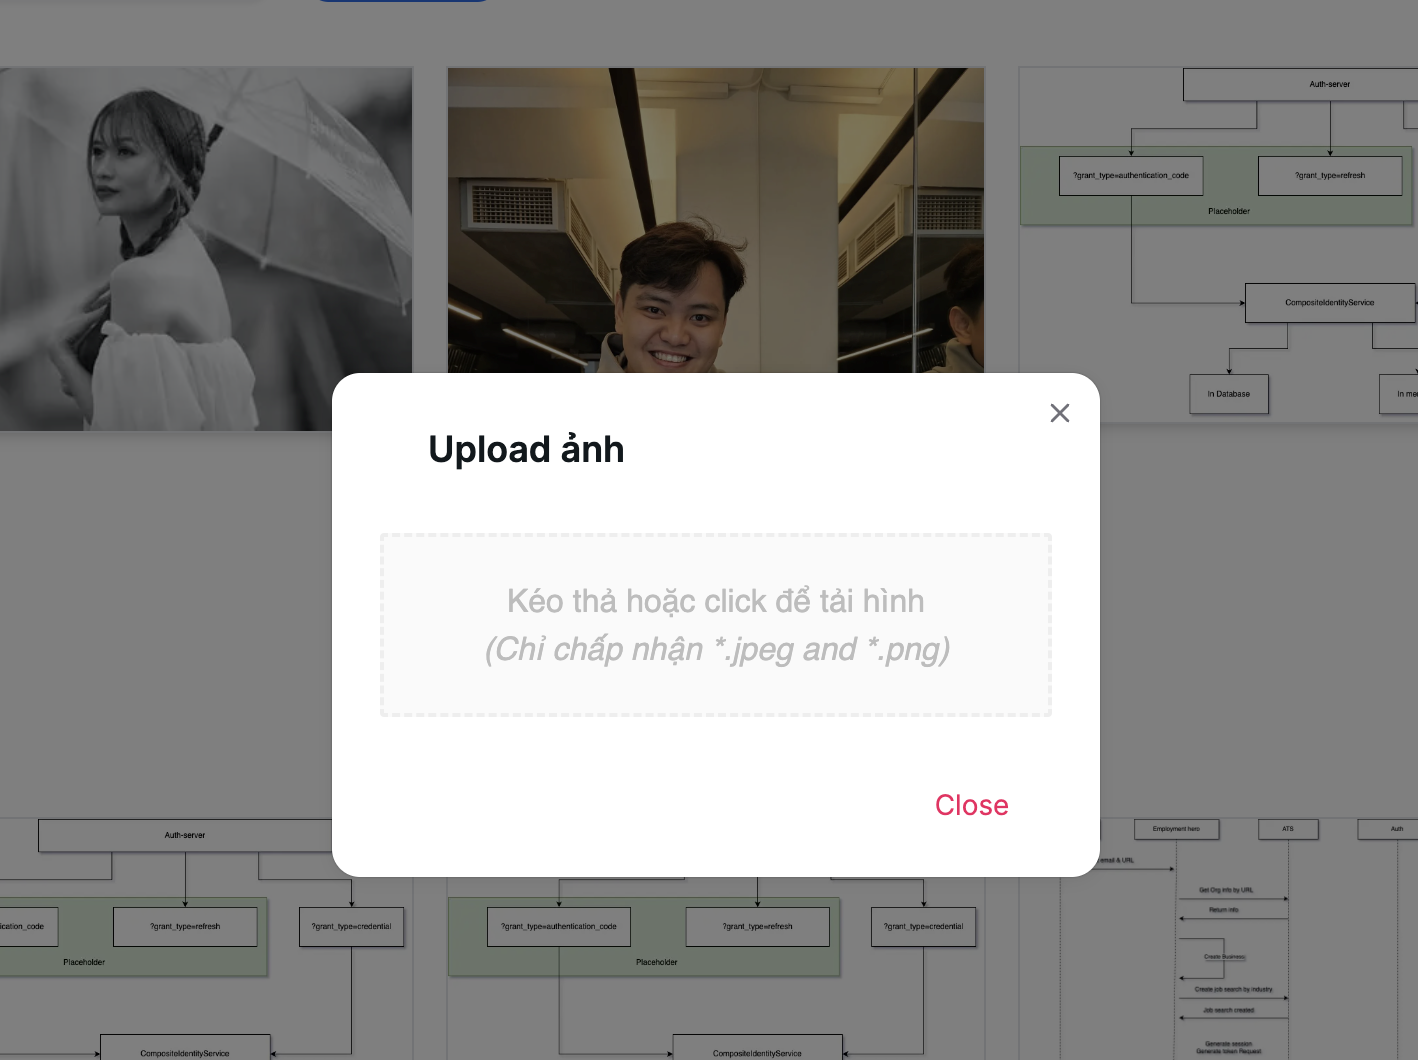 Auth-server
?grant_type=authentication_code
?grant_type=refresh
Placeholder
CompositeIdentityService
In Database
Upload ảnh
Kéo thả hoặc click để tải hình
(Chỉ chấp nhận *.jpeg and *.png)
Close
Auth-server
?grant_type=refresh
?grant_type=credential
Placeholder
CompositeIdentityService
?grant_type=authentication_code
?grant_type=refresh
?grant_type=credential
Placeholder
CompositeIdentityService
Employment hero
ATS
Auth
email & URL
Get Org info by URL
Return info
Create Business
Create job search by industry
Job search created
Generate session
Generate token Request